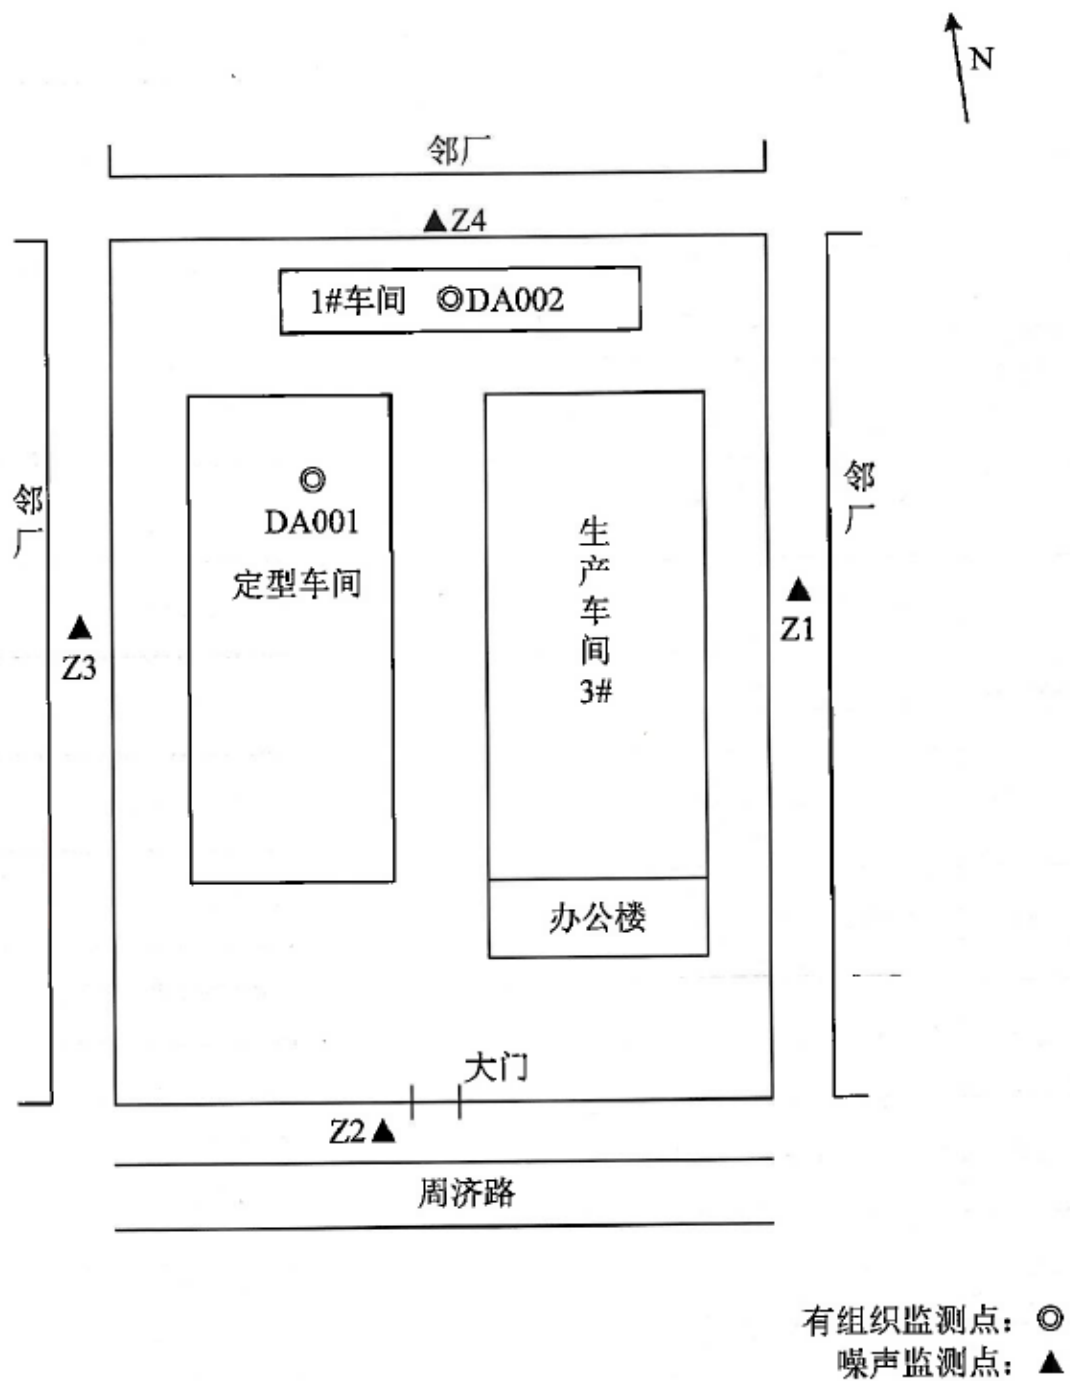 N
邻厂
▲Z4
1#车间 ◎DA002
邻厂
◎
DA001
定型车间
生产车间3#
邻厂
▲
Z1
▲
Z3
办公楼
大门
Z2▲
周济路
有组织监测点：◎
噪声监测点：▲